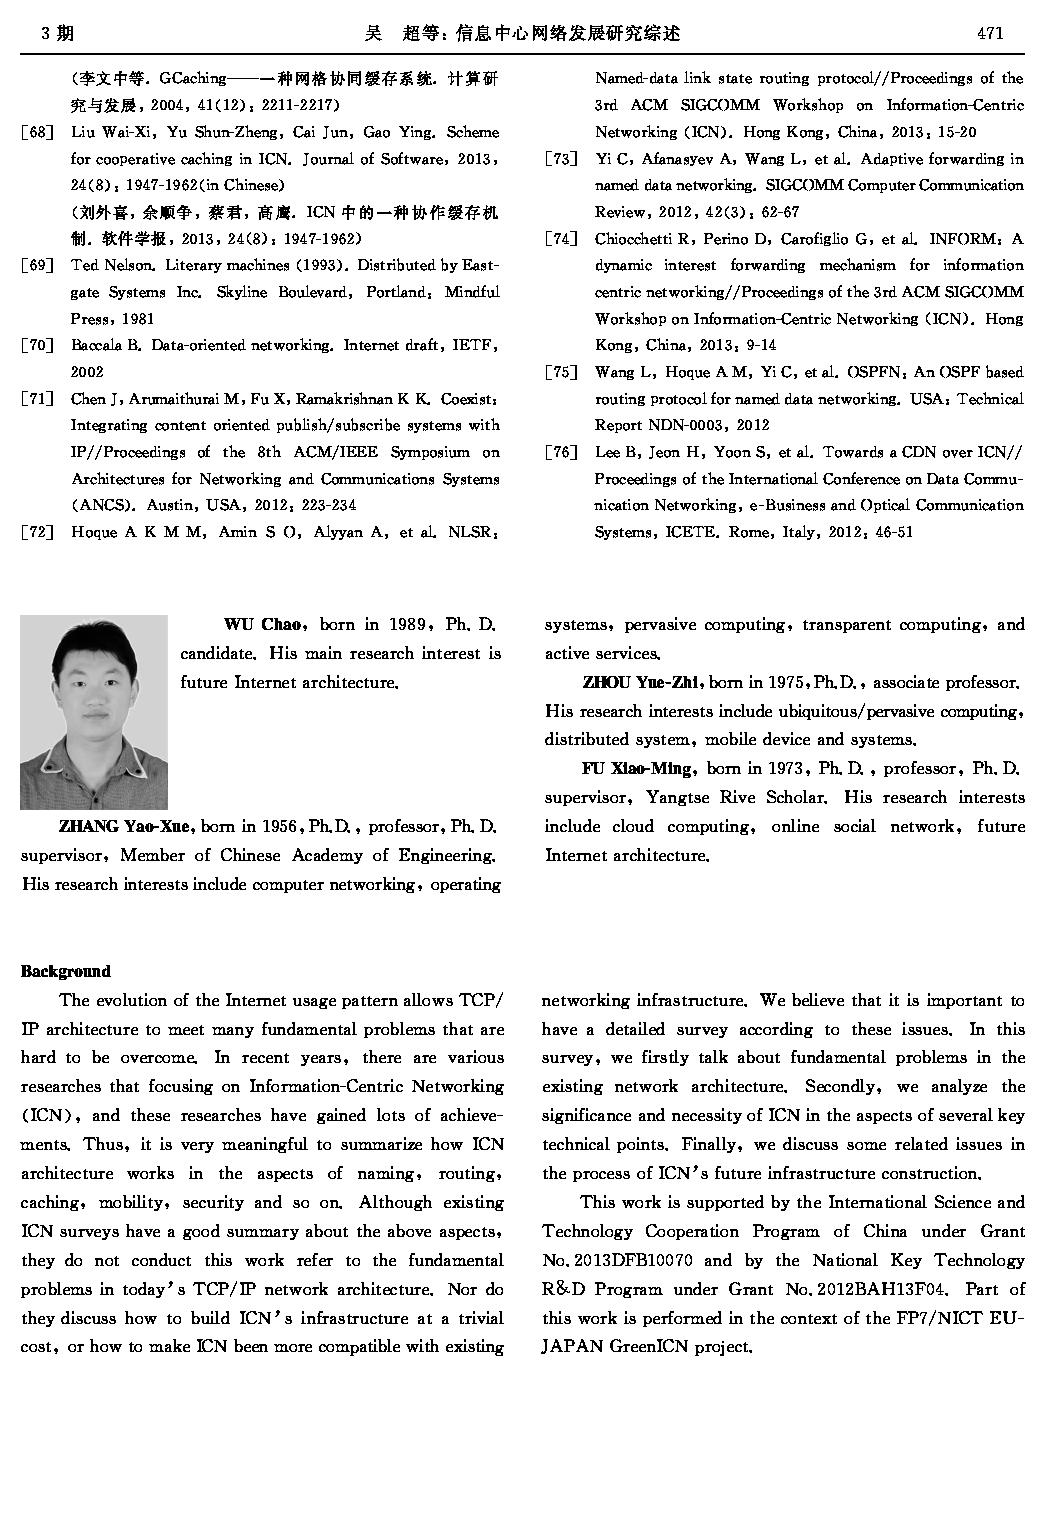 3 期
吴　超等: 信息中心网络发展研究综述
471
(李文中等. GCaching——一种网格协同缓存系统. 计算研
究与发展, 2004, 41(12): 2211-2217)
[68] Liu Wai-Xi, Yu Shun-Zheng, Cai Jun, Gao Ying. Scheme
for cooperative caching in ICN. Journal of Software, 2013,
24(8): 1947-1962(in Chinese)
(刘外喜, 余顺争, 蔡君, 高鹰. ICN 中的一种协作缓存机
制. 软件学报, 2013, 24(8): 1947-1962)
[69] Ted Nelson. Literary machines (1993). Distributed by East-
gate Systems Inc. Skyline Boulevard, Portland: Mindful
Press, 1981
[70] Baccala B. Data-oriented networking. Internet draft, IETF,
2002
[71] Chen J, Arumaithurai M, Fu X, Ramakrishnan K K. Coexist:
Integrating content oriented publish/subscribe systems with
IP//Proceedings of the 8th ACM/IEEE Symposium on
Architectures for Networking and Communications Systems
(ANCS). Austin, USA, 2012: 223-234
[72] Hoque A K M M, Amin S O, Alyyan A, et al. NLSR:
Named-data link state routing protocol//Proceedings of the
3rd ACM SIGCOMM Workshop on Information-Centric
Networking (ICN). Hong Kong, China, 2013: 15-20
[73] Yi C, Afanasyev A, Wang L, et al. Adaptive forwarding in
named data networking. SIGCOMM Computer Communication
Review, 2012, 42(3): 62-67
[74] Chiocchetti R, Perino D, Carofiglio G, et al. INFORM: A
dynamic interest forwarding mechanism for information
centric networking//Proceedings of the 3rd ACM SIGCOMM
Workshop on Information-Centric Networking (ICN). Hong
Kong, China, 2013: 9-14
[75] Wang L, Hoque A M, Yi C, et al. OSPFN: An OSPF based
routing protocol for named data networking. USA: Technical
Report NDN-0003, 2012
[76] Lee B, Jeon H, Yoon S, et al. Towards a CDN over ICN//
Proceedings of the International Conference on Data Commu-
nication Networking, e-Business and Optical Communication
Systems, ICETE. Rome, Italy, 2012: 46-51
WU Chao, born in 1989, Ph. D.
candidate. His main research interest is
future Internet architecture.
ZHANG Yao-Xue, born in 1956, Ph.D., professor, Ph. D.
supervisor, Member of Chinese Academy of Engineering.
His research interests include computer networking, operating
systems, pervasive computing, transparent computing, and
active services.
ZHOU Yue-Zhi, born in 1975, Ph.D., associate professor.
His research interests include ubiquitous/pervasive computing,
distributed system, mobile device and systems.
FU Xiao-Ming, born in 1973, Ph. D., professor, Ph. D.
supervisor, Yangtse Rive Scholar. His research interests
include cloud computing, online social network, future
Internet architecture.
Background
The evolution of the Internet usage pattern allows TCP/
IP architecture to meet many fundamental problems that are
hard to be overcome. In recent years, there are various
researches that focusing on Information-Centric Networking
(ICN), and these researches have gained lots of achieve-
ments. Thus, it is very meaningful to summarize how ICN
architecture works in the aspects of naming, routing,
caching, mobility, security and so on. Although existing
ICN surveys have a good summary about the above aspects,
they do not conduct this work refer to the fundamental
problems in today's TCP/IP network architecture. Nor do
they discuss how to build ICN's infrastructure at a trivial
cost, or how to make ICN been more compatible with existing
networking infrastructure. We believe that it is important to
have a detailed survey according to these issues. In this
survey, we firstly talk about fundamental problems in the
existing network architecture. Secondly, we analyze the
significance and necessity of ICN in the aspects of several key
technical points. Finally, we discuss some related issues in
the process of ICN's future infrastructure construction.
This work is supported by the International Science and
Technology Cooperation Program of China under Grant
No. 2013DFB10070 and by the National Key Technology
R&D Program under Grant No. 2012BAH13F04. Part of
this work is performed in the context of the FP7/NICT EU-
JAPAN GreenICN project.